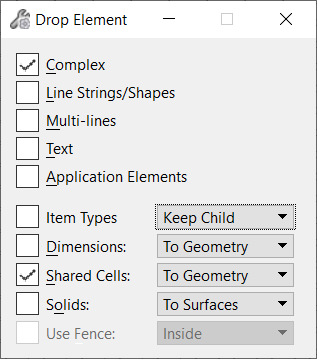 Drop Element
Complex
Line Strings/Shapes
Multi-lines
Text
Application Elements
Item Types Keep Child
Dimensions: To Geometry
Shared Cells: To Geometry
Solids: To Surfaces
Use Fence: Inside